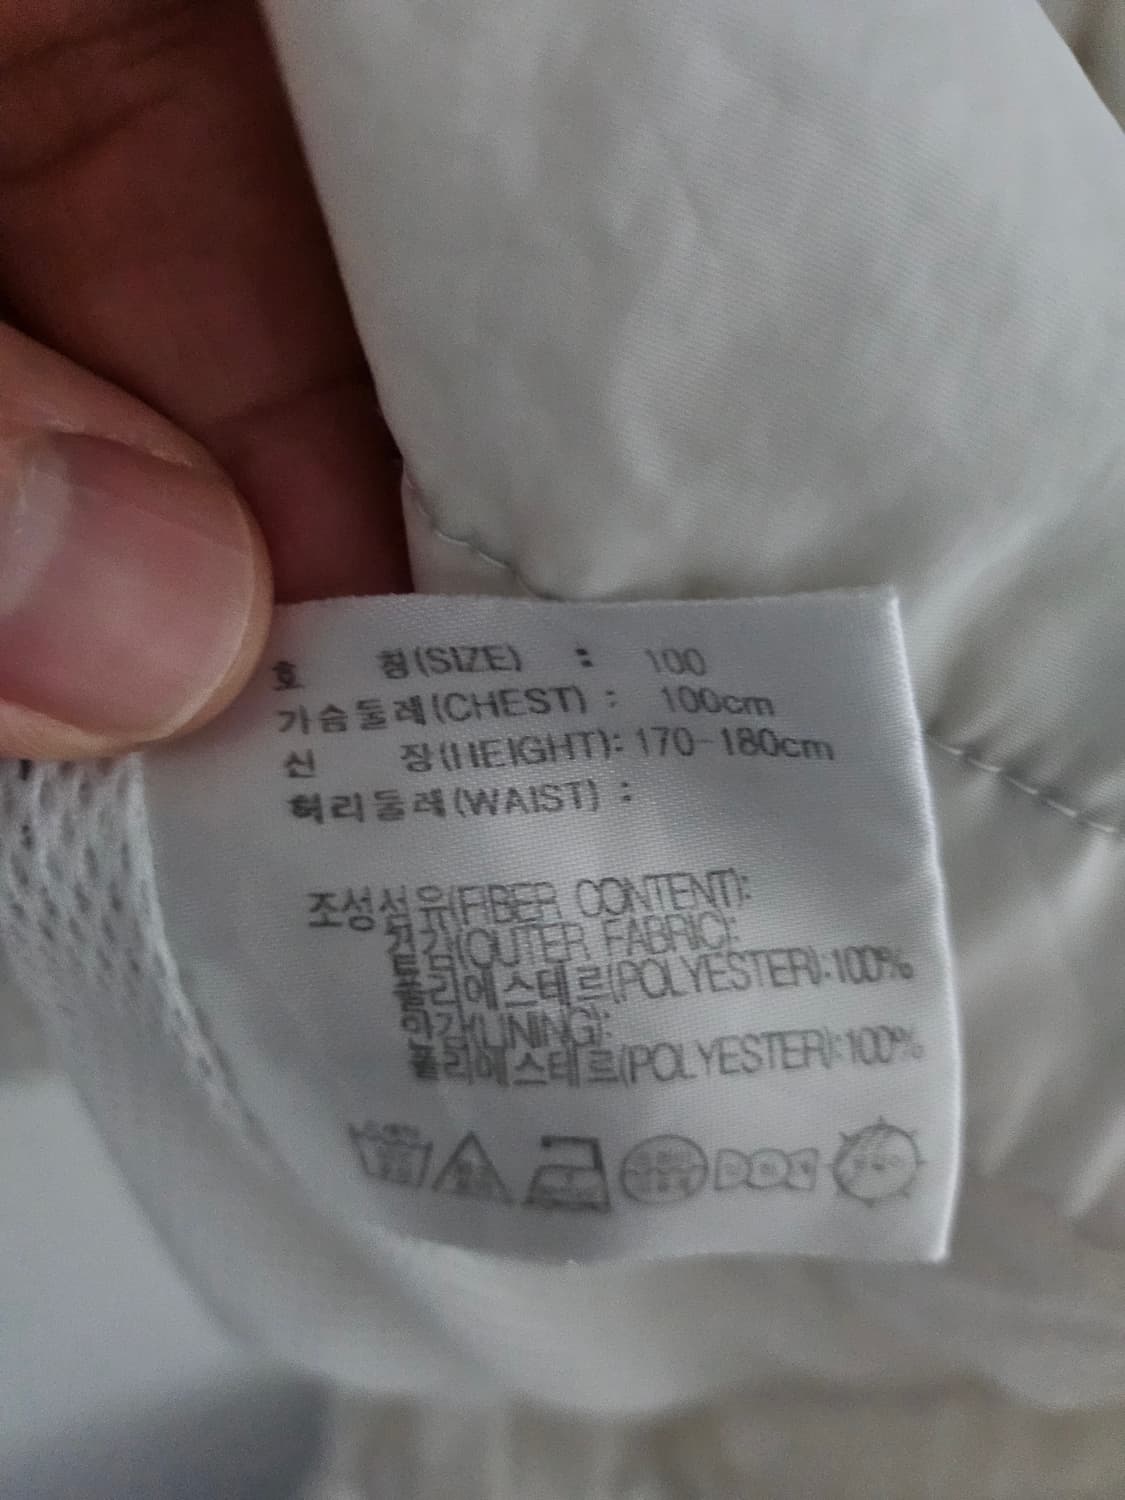 호 칭(SIZE) : 100
가슴둘레(CHEST) : 100cm
신 장(HEIGHT): 170-180cm
허리둘레(WAIST) :
조성섬유(FIBER CONTENT):
겉감(OUTER FABRIC):
폴리에스테르(POLYESTER):100%
안감(LINING):
폴리에스테르(POLYESTER):100%